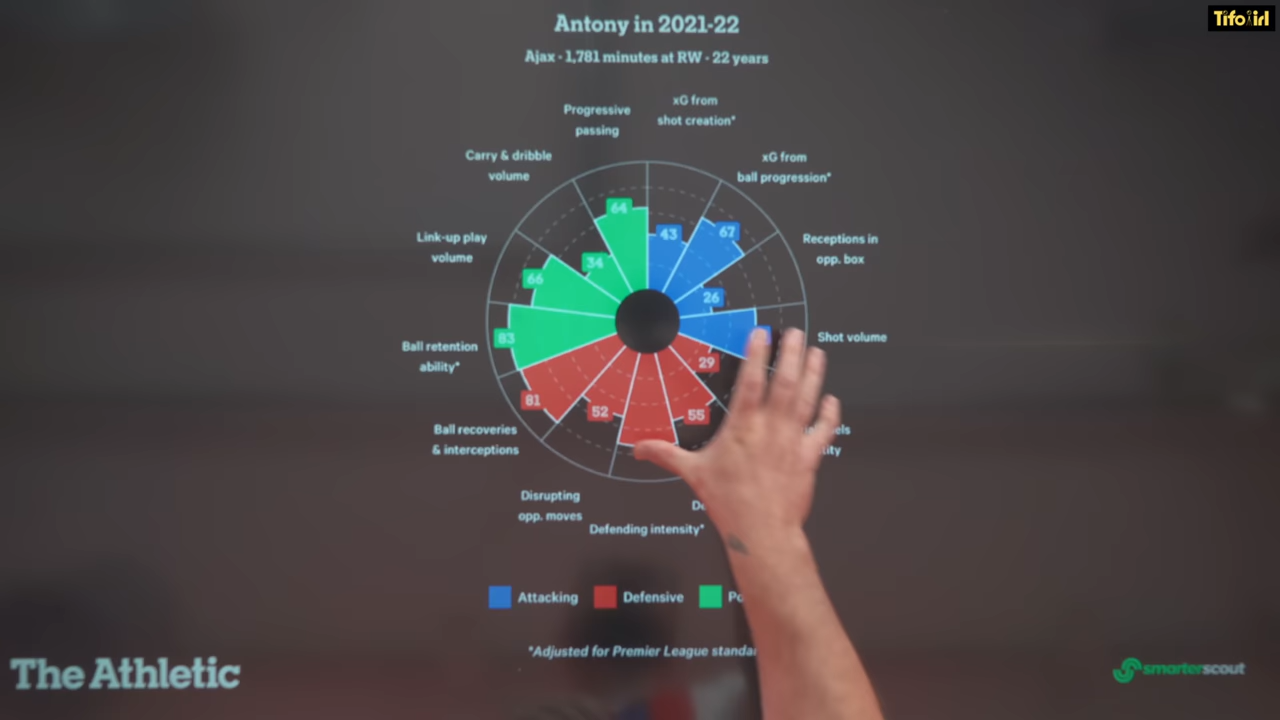 Tifo irl
Antony in 2021-22
Ajax - 1,781 minutes at RW - 22 years
Progressive
passing
xG from
shot creation*
Carry & dribble
volume
xG from
ball progression*
Link-up play
volume
Receptions in
opp. box
Ball retention
ability*
Shot volume
64
43
67
34
66
26
83
29
81
52
55
Ball recoveries
& interceptions
Disrupting
opp. moves
Defending intensity*
Attacking
Defensive
*Adjusted for Premier League
The Athletic
smarterscout